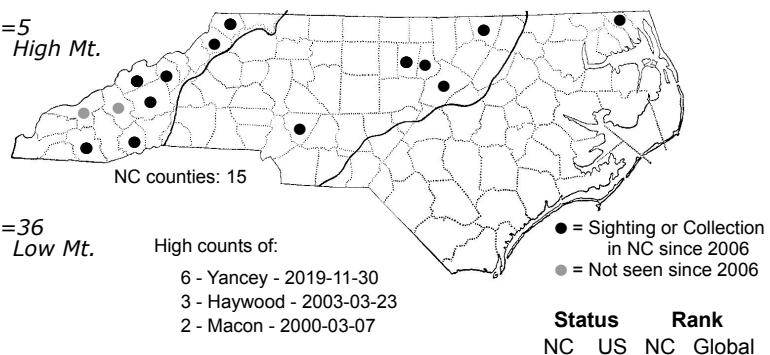 =5
High Mt.
NC counties: 15
=36
Low Mt.
High counts of:
6 - Yancey - 2019-11-30
3 - Haywood - 2003-03-23
2 - Macon - 2000-03-07
● = Sighting or Collection
in NC since 2006
● = Not seen since 2006
Status Rank
NC US NC Global